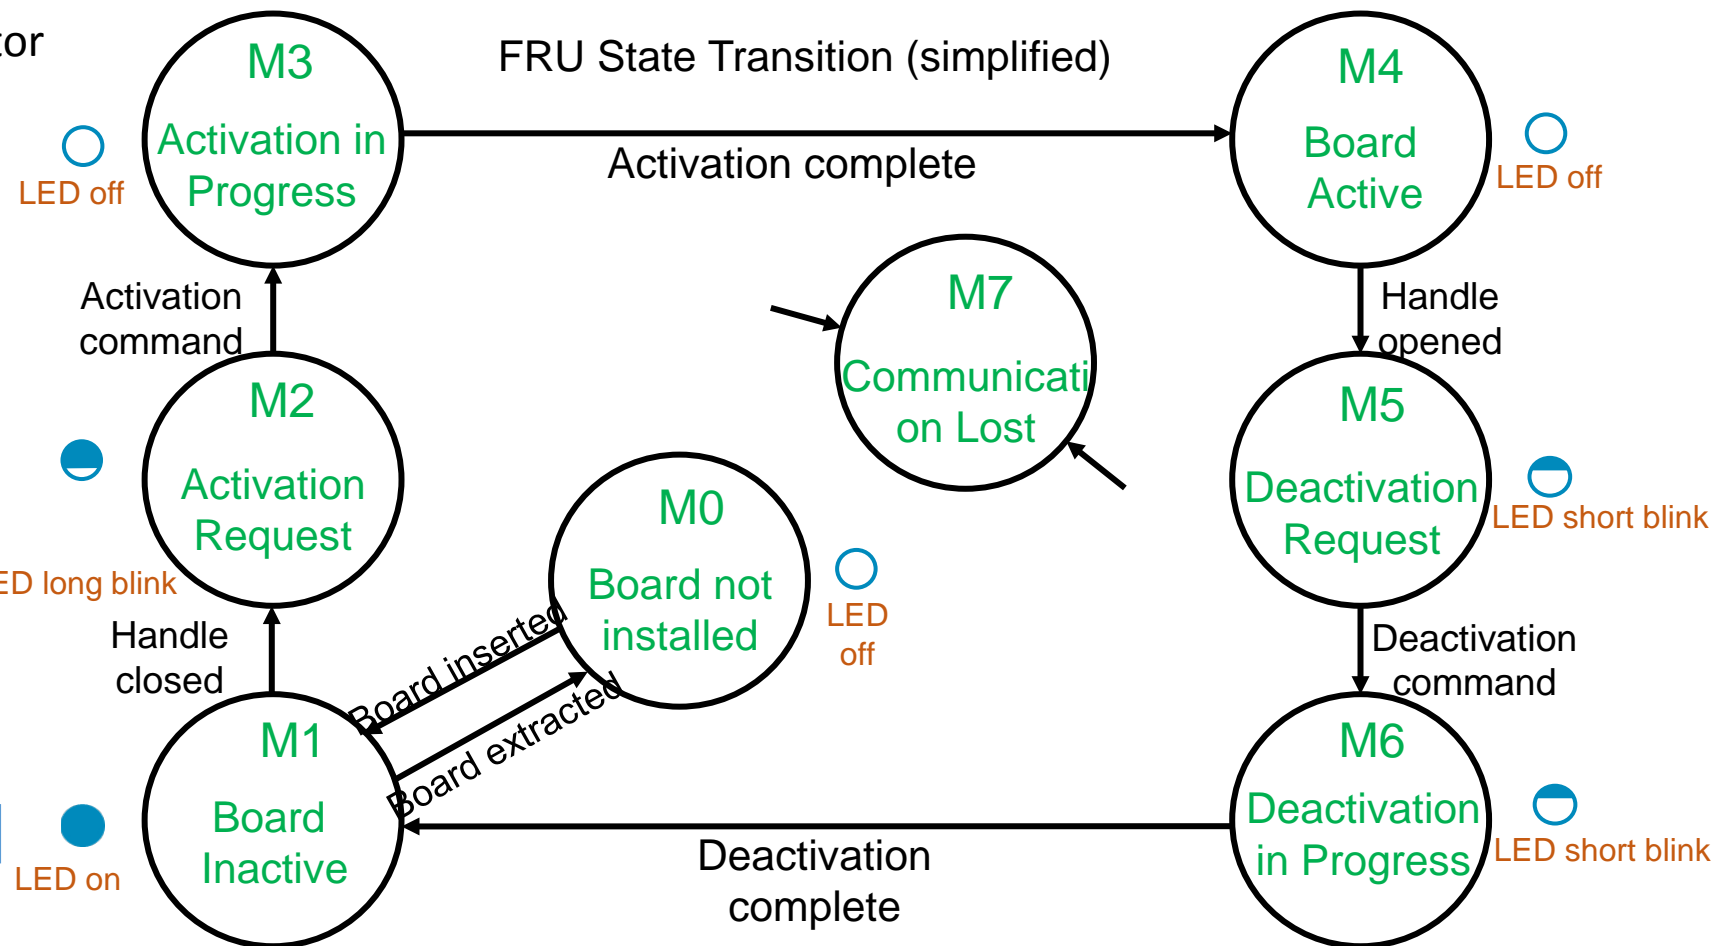 tor
FRU State Transition (simplified)
M3
Activation in
Progress
LED off
Activation complete
M4
Board
Active
LED off
Activation
command
M7
Communicati
on Lost
Handle
opened
M2
Activation
Request
ED long blink
M0
Board not
installed
LED
off
M5
Deactivation
Request
LED short blink
Handle
closed
Board inserted
Board extracted
Deactivation
command
M1
Board
Inactive
LED on
Deactivation
complete
M6
Deactivation
in Progress
LED short blink